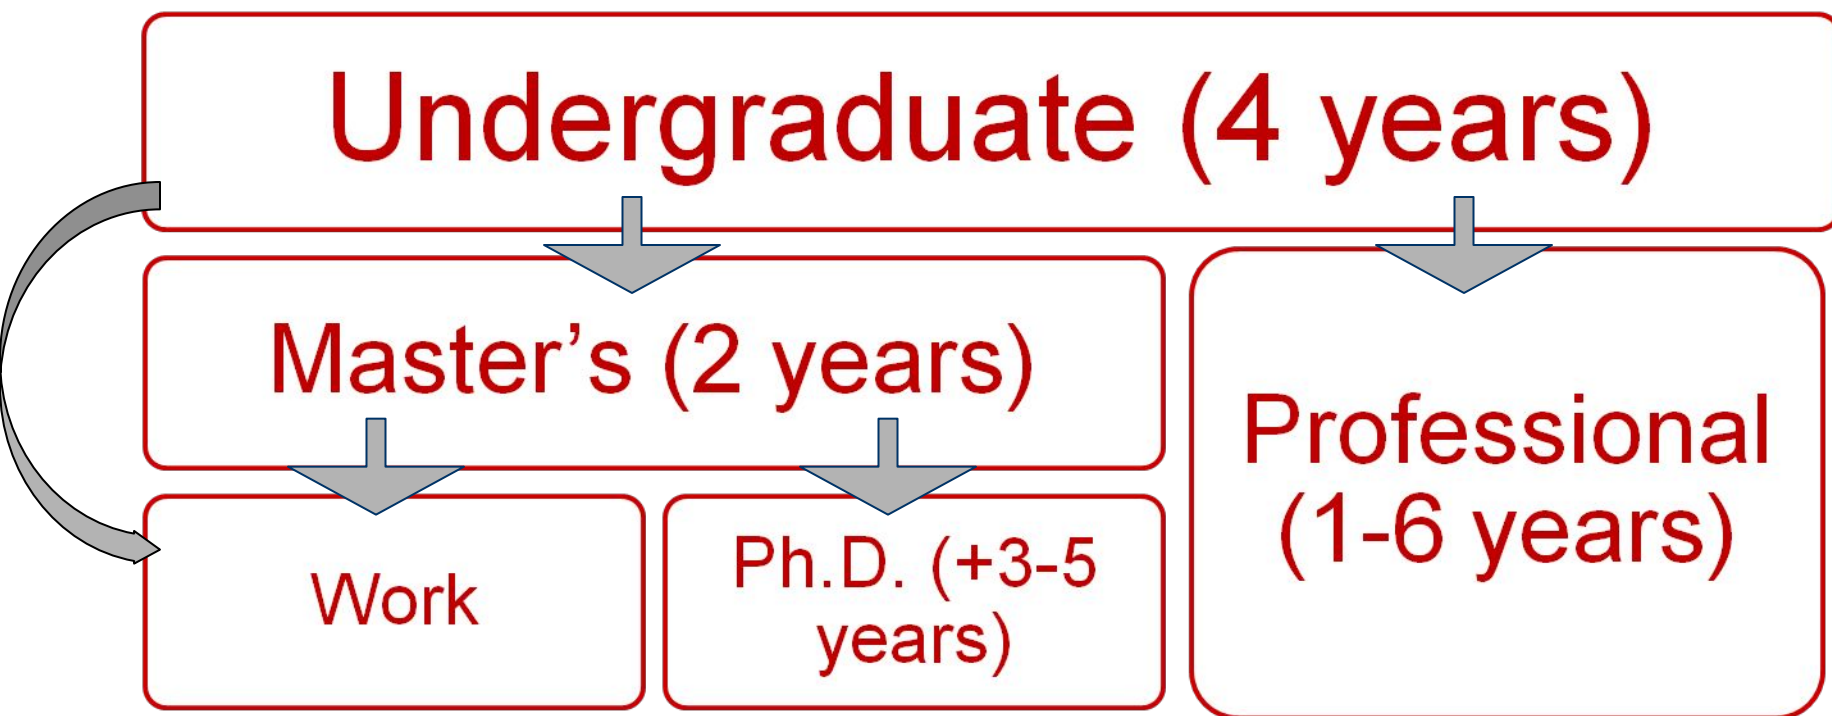 Undergraduate (4 years)
Master’s (2 years)
Professional
(1-6 years)
Work
Ph.D. (+3-5
years)